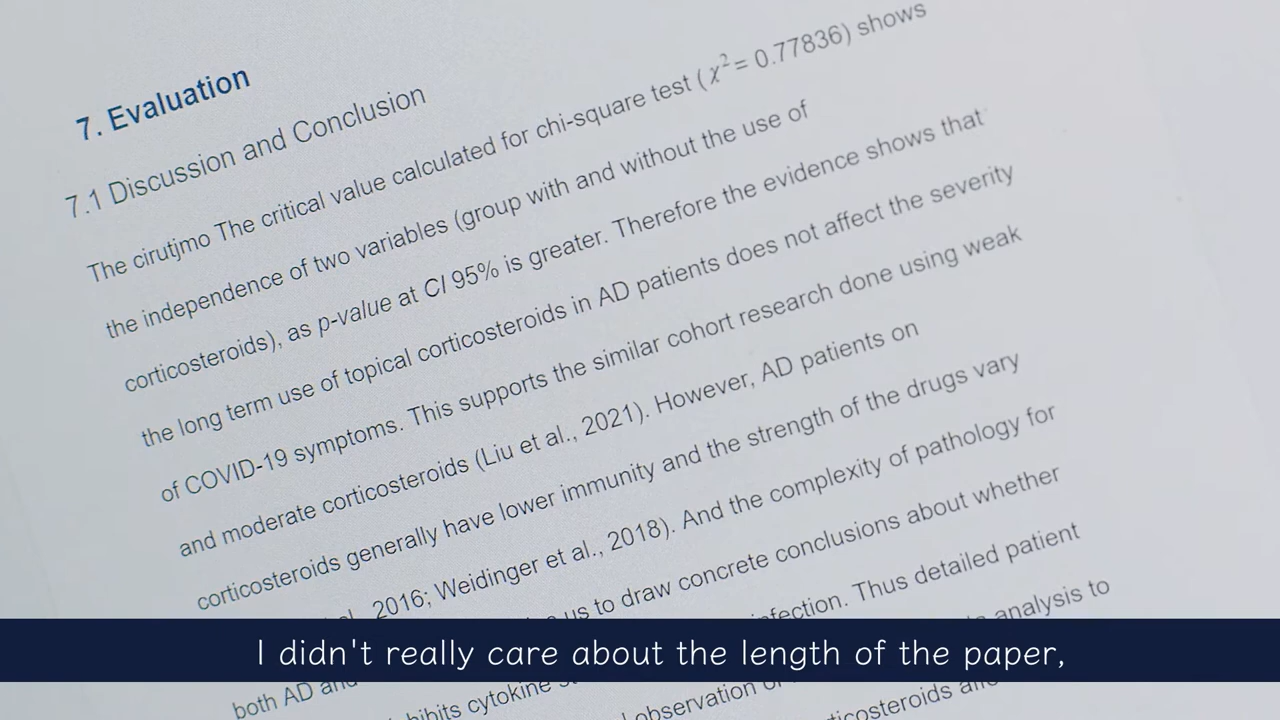 7. Evaluation
7.1 Discussion and Conclusion
The cirutjmo The critical value calculated for chi-square test ( χ²= 0.77836) shows
the independence of two variables (group with and without the use of
corticosteroids), as p-value at CI 95% is greater. Therefore the evidence shows that
the long term use of topical corticosteroids in AD patients does not affect the severity
of COVID-19 symptoms. This supports the similar cohort research done using weak
and moderate corticosteroids (Liu et al., 2021). However, AD patients on
corticosteroids generally have lower immunity and the strength of the drugs vary
2016; Weidinger et al., 2018). And the complexity of pathology for
us to draw concrete conclusions about whether
both AD and infection. Thus detailed patient
cytokine analysis to
observation
I didn't really care about the length of the paper,